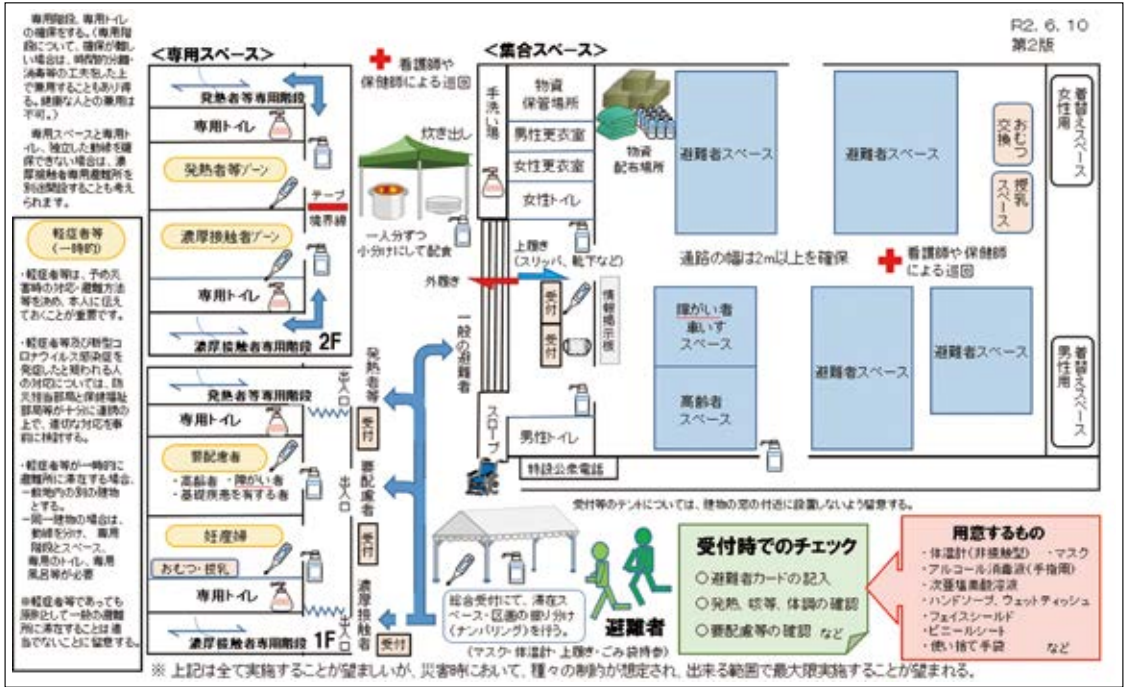 専用階段、専用トイレ
の確保をする。（専用階
段について、確保が難し
い場合は、時間的分離・
消毒等の工夫をした上
で兼用することもあり得
る。健康な人との兼用は
不可。）
専用スペースと専用ト
イレ、独立した動線を確
保できない場合は、濃
厚接触者専用避難所を
別途開設することも考え
られます。
軽症者等
（一時的）
・軽症者等は、予め災
害時の対応・避難方法
等を決め、本人に伝え
ておくことが重要です。
・軽症者等及び新型コ
ロナウイルス感染症を
発症したと疑われる人
の対応については、防
災担当部局と保健福祉
部局等が十分に連携の
上で、適切な対応を事
前に検討する。
・軽症者等が一時的に
避難所に滞在する場合、
－敷地内の別の建物
とする。
－同一建物の場合は、
動線を分け、専用
階段とスペース、
専用のトイレ、専用
風呂等が必要
※軽症者等であっても
原則として一般の避難
所に滞在することは適
当でないことに留意する。
＜専用スペース＞
発熱者等専用階段
専用トイレ
発熱者等ゾーン
テープ
境界線
濃厚接触者ゾーン
専用トイレ
濃厚接触者専用階段 2F
発熱者等専用階段
専用トイレ
要配慮者
・高齢者 ・障がい者
・基礎疾患を有する者
妊産婦
おむつ・授乳
専用トイレ
濃厚接触者専用階段 1F
出入口
出入口
出入口
発熱者等
受付
要配慮者
受付
濃厚接触者
受付
一般の避難者
看護師や
保健師による巡回
炊き出し
一人分ずつ
小分けにして配食
＜集合スペース＞
R2.6.10
第2版
手洗い場
物資
保管場所
男性更衣室
女性更衣室
女性トイレ
物資
配布場所
避難者スペース
避難者スペース
着替えスペース
女性用
おむつ
交換
授乳
スペース
上履き
（スリッパ、靴下など）
外履き
通路の幅は2m以上を確保
看護師や保健師
による巡回
受付
受付
情報掲示板
障がい者
車いす
スペース
高齢者
スペース
避難者スペース
避難者スペース
着替えスペース
男性用
スロープ
男性トイレ
特設公衆電話
受付等のテントについては、建物の窓の付近に設置しないよう留意する。
総合受付にて、滞在ス
ペース・区画の振り分け
（ナンバリング）を行う。
避難者
（マスク・体温計・上履き・ごみ袋持参）
受付時でのチェック
○避難者カードの記入
○発熱、咳等、体調の確認
○要配慮等の確認 など
用意するもの
・体温計（非接触型） ・マスク
・アルコール消毒液（手指用）
・次亜塩素酸溶液
・ハンドソープ、ウェットティッシュ
・フェイスシールド
・ビニールシート
・使い捨て手袋 など
※ 上記は全て実施することが望ましいが、災害時において、種々の制約が想定され、出来る範囲で最大限実施することが望まれる。